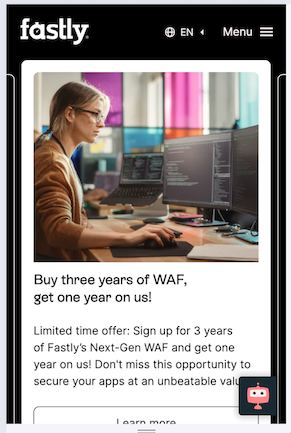 fastly
EN
Menu
Buy three years of WAF,
get one year on us!
Limited time offer: Sign up for 3 years
of Fastly's Next-Gen WAF and get one
year on us! Don't miss this opportunity to
secure your apps at an unbeatable
Learn more